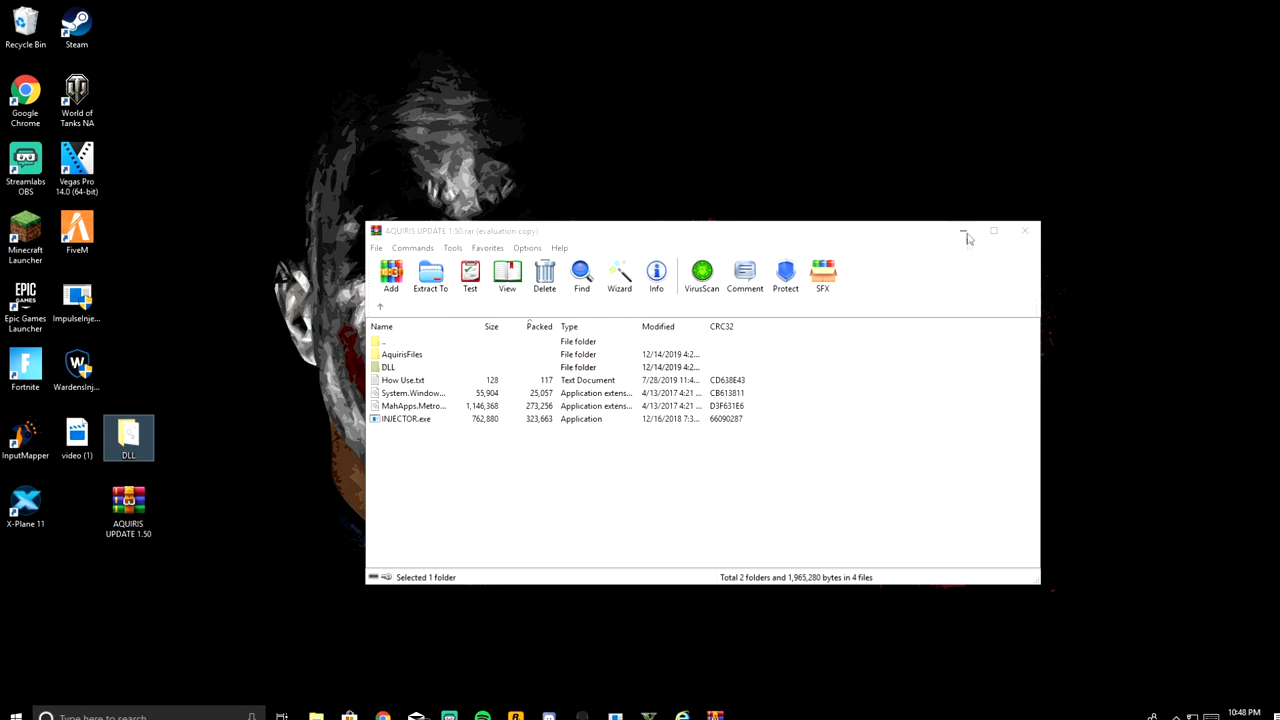 Recycle Bin
Steam
Google Chrome
World of Tanks NA
Streamlabs OBS
Vegas Pro 14.0 (64-bit)
Minecraft Launcher
FiveM
Epic Games Launcher
ImpulseInje...
Fortnite
WardensInj...
InputMapper
video (1)
DLL
X-Plane 11
AQUIRIS UPDATE 1.50
AQUIRIS UPDATE 1.50.rar (evaluation copy)
File Commands Tools Favorites Options Help
Add Extract To Test View Delete Find Wizard Info VirusScan Comment Protect SFX
Name Size Packed Type Modified CRC32
.. File folder
AquirisFiles File folder 12/14/2019 4:2...
DLL File folder 12/14/2019 4:2...
How Use.txt 128 117 Text Document 7/28/2019 11:4... CD638E43
System.Window... 55,904 25,057 Application extens... 4/13/2017 4:21 ... CB613811
MahApps.Metro... 1,146,368 273,256 Application extens... 4/13/2017 4:21 ... D3F631E6
INJECTOR.exe 762,880 323,663 Application 12/16/2018 7:3... 66090287
Selected 1 folder
Total 2 folders and 1,965,280 bytes in 4 files
Type here to search
10:48 PM